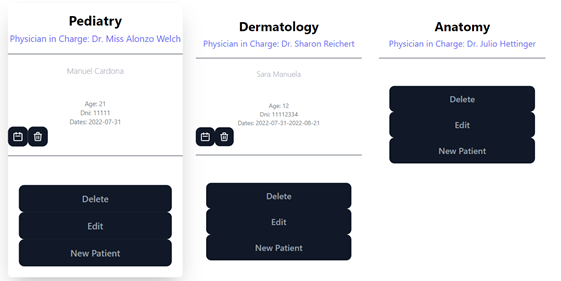 Pediatry
Physician in Charge: Dr. Miss Alonzo Welch
Manuel Cardona
Age: 21
Dni: 11111
Dates: 2022-07-31
Delete
Edit
New Patient
Dermatology
Physician in Charge: Dr. Sharon Reichert
Sara Manuela
Age: 12
Dni: 11112334
Dates: 2022-07-31-2022-08-21
Delete
Edit
New Patient
Anatomy
Physician in Charge: Dr. Julio Hettinger
Delete
Edit
New Patient